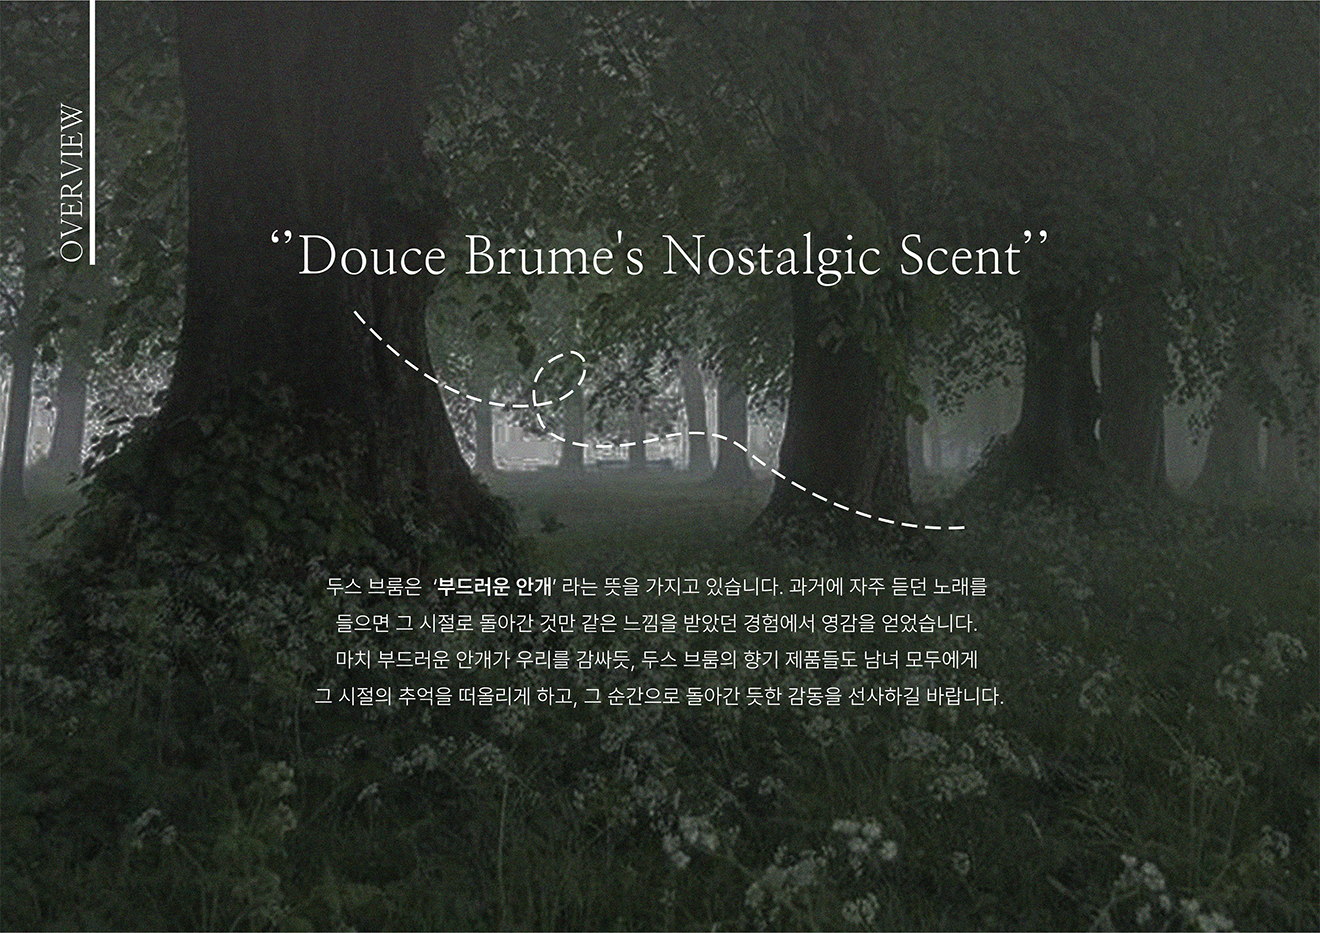 OVERVIEW
‘’Douce Brume's Nostalgic Scent’’
두스 브룸은 ‘부드러운 안개’ 라는 뜻을 가지고 있습니다. 과거에 자주 듣던 노래를
들으면 그 시절로 돌아간 것만 같은 느낌을 받았던 경험에서 영감을 얻었습니다.
마치 부드러운 안개가 우리를 감싸듯, 두스 브룸의 향기 제품들도 남녀 모두에게
그 시절의 추억을 떠올리게 하고, 그 순간으로 돌아간 듯한 감동을 선사하길 바랍니다.